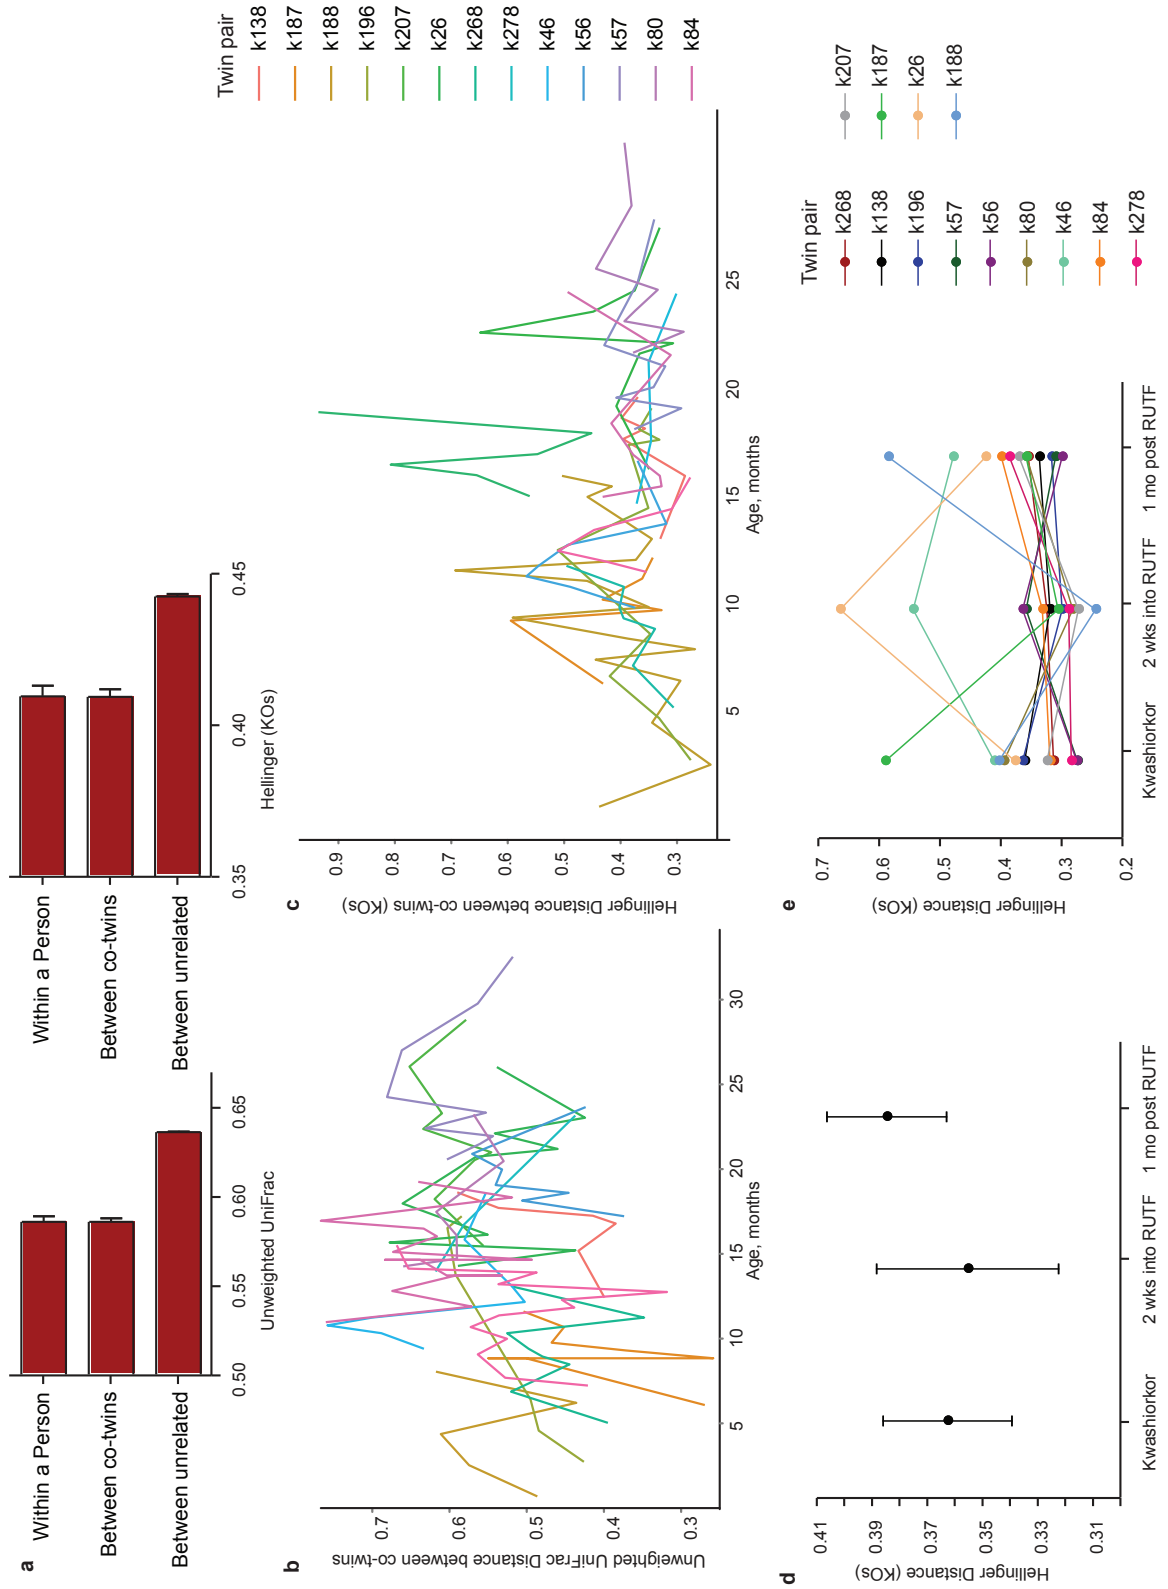 a
Within a Person
Between co-twins
Between unrelated
0.50
0.55
0.60
0.65
Unweighted UniFrac
Within a Person
Between co-twins
Between unrelated
0.35
0.40
0.45
Hellinger (KOs)
b
Unweighted UniFrac Distance between co-twins
0.7
0.6
0.5
0.4
0.3
5
10
15
20
25
30
Age, months
c
Hellinger Distance between co-twins (KOs)
0.9
0.8
0.7
0.6
0.5
0.4
0.3
5
10
15
20
25
Age, months
Twin pair
k138
k187
k188
k196
k207
k26
k268
k278
k46
k56
k57
k80
k84
d
Hellinger Distance (KOs)
0.41
0.39
0.37
0.35
0.33
0.31
Kwashiorkor
2 wks into RUTF
1 mo post RUTF
e
Hellinger Distance (KOs)
0.7
0.6
0.5
0.4
0.3
0.2
Kwashiorkor
2 wks into RUTF
1 mo post RUTF
Twin pair
k268
k138
k196
k57
k56
k80
k46
k84
k278
k207
k187
k26
k188